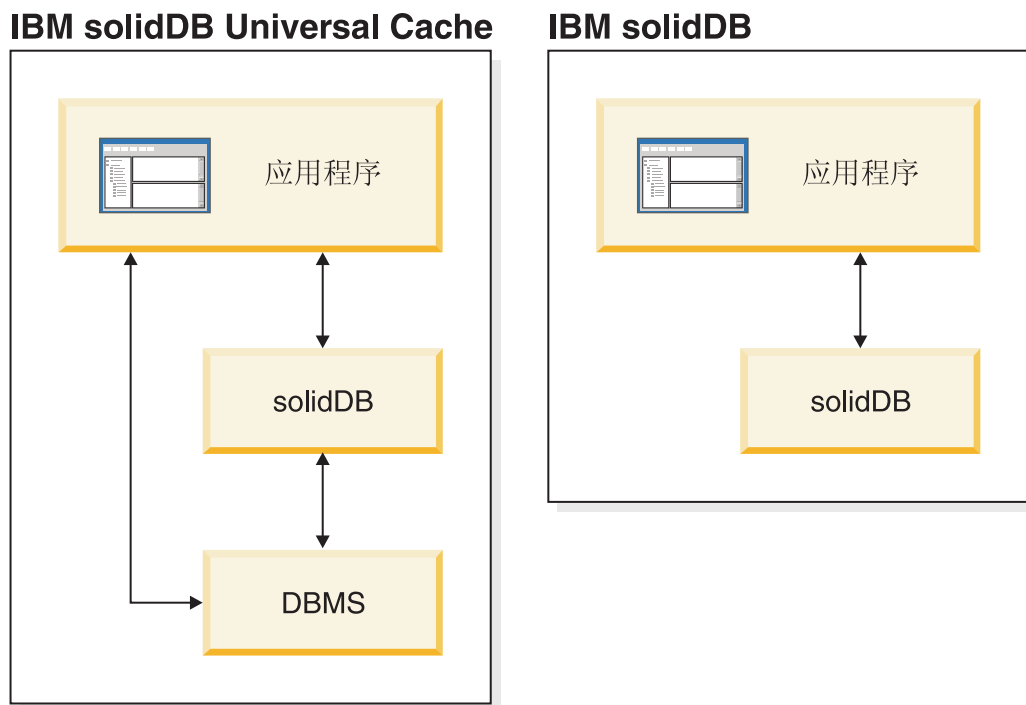 IBM solidDB Universal Cache
应用程序
solidDB
DBMS
IBM solidDB
应用程序
solidDB